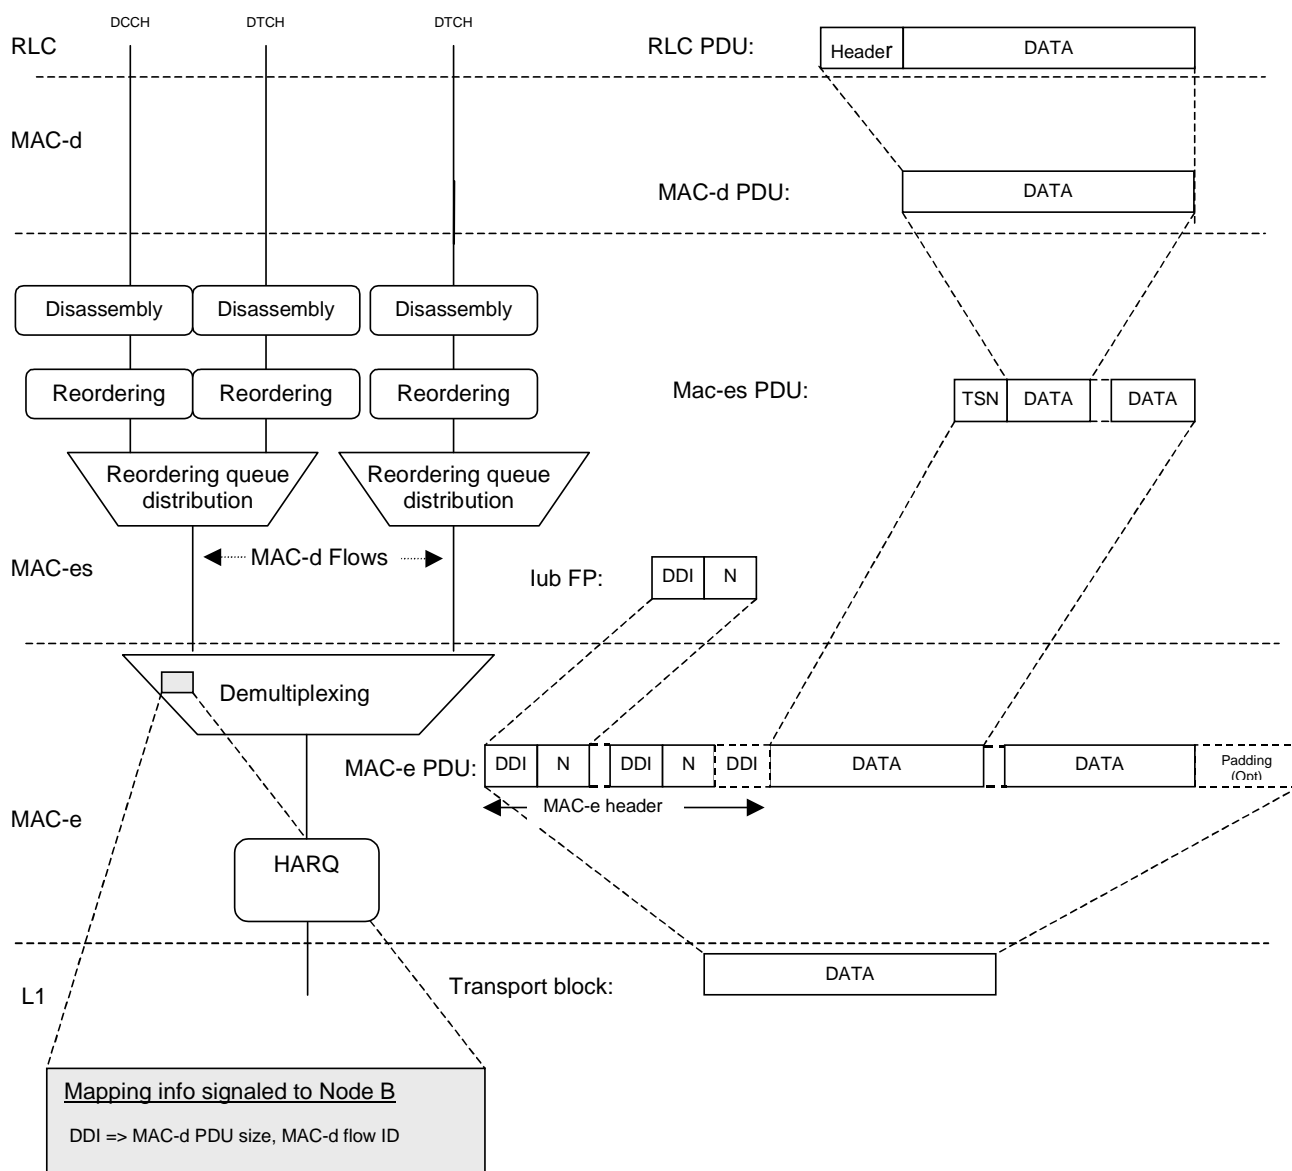 DCCH DTCH DTCH
RLC
RLC PDU:
Header DATA
MAC-d
MAC-d PDU:
DATA
Disassembly Disassembly Disassembly
Reordering Reordering Reordering
Mac-es PDU:
TSN DATA DATA
Reordering queue
distribution
Reordering queue
distribution
MAC-es
MAC-d Flows
Iub FP:
DDI N
Demultiplexing
MAC-e PDU:
DDI N DDI N DDI DATA DATA Padding
(Opt)
MAC-e header
MAC-e
HARQ
L1
Transport block:
DATA
Mapping info signaled to Node B
DDI => MAC-d PDU size, MAC-d flow ID